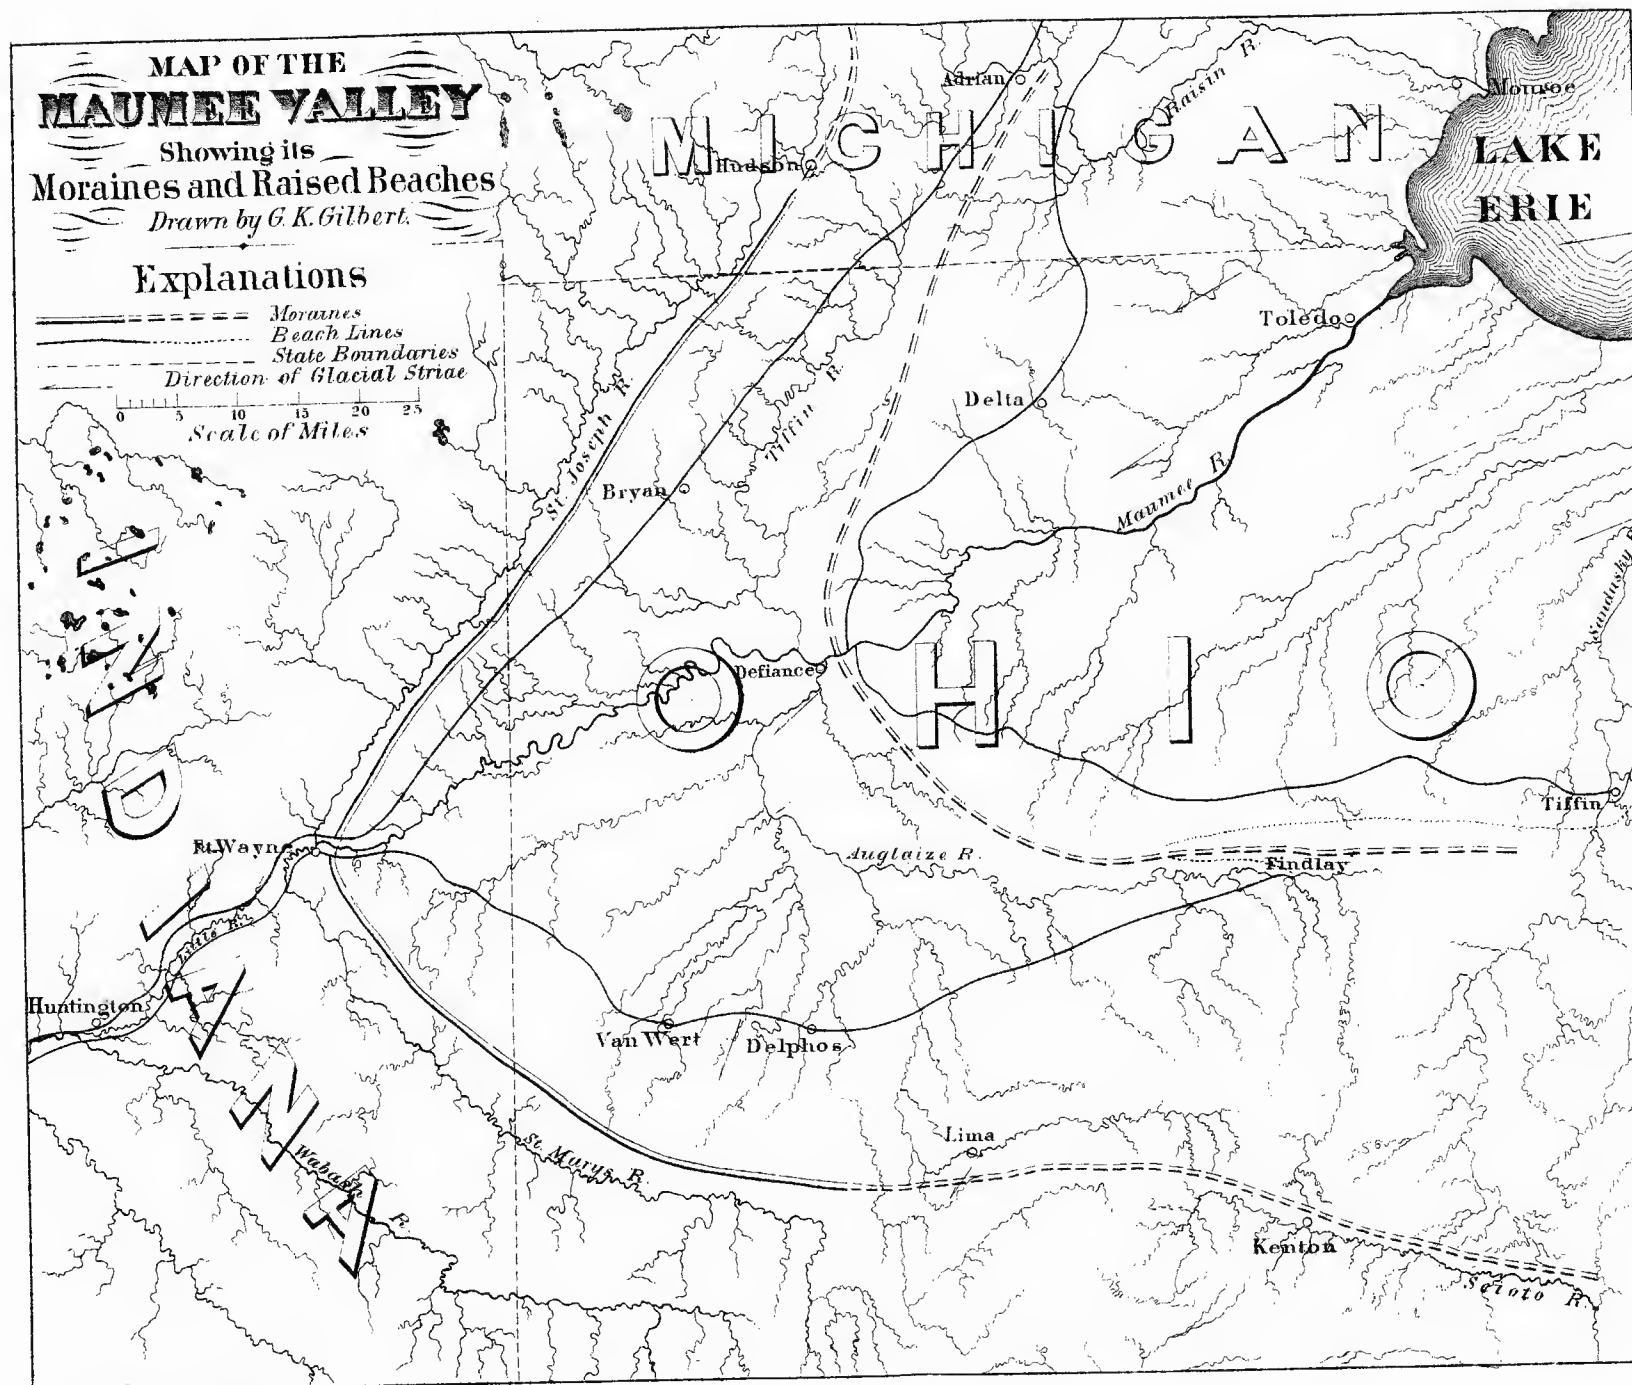 MAP OF THE
MAUMEE VALLEY
Showing its
Moraines and Raised Beaches
Drawn by G. K. Gilbert.
Explanations
Moraines
Beach Lines
State Boundaries
Direction of Glacial Striae
0 5 10 15 20 25
Scale of Miles
MICHIGAN
Adrian
Raisin R.
Monroe
Hudson
LAKE
ERIE
Toledo
St. Joseph R.
Tiffin R.
Delta
Bryan
Maumee R.
Sandusky R.
INDIANA
OHIO
Defiance
Tiffin
Ft. Wayne
Auglaize R.
Findlay
Little R.
Huntington
Van Wert
Delphos
Lima
St. Marys R.
Wabash R.
Kenton
Scioto R.